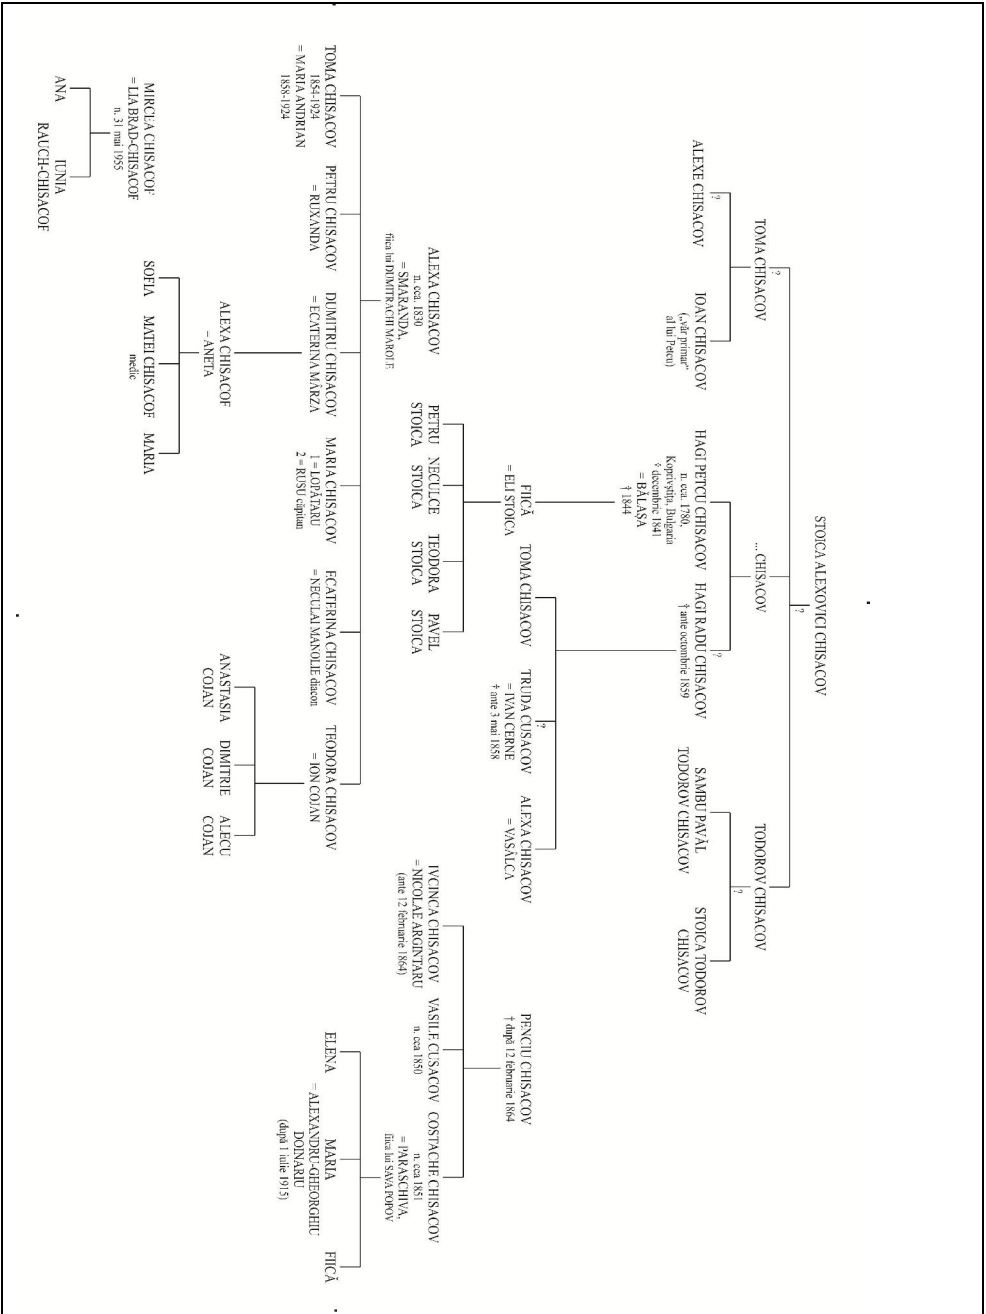 STOICA ALEXOVICI CHISACOV
?
TOMA CHISACOV
?
... CHISACOV
TODOROV CHISACOV
?
ALEXE CHISACOV
?
IOAN CHISACOV
(„văr primar“
al lui Petcu)
HAGI PETCU CHISACOV
n. cca. 1780,
Koprivștița, Bulgaria
† decembrie 1841
= BĂLAȘA
† 1844
HAGI RADU CHISACOV
† ante octombrie 1859
?
SAMBU PAVĂL
TODOROV CHISACOV
STOICA TODOROV
CHISACOV
FIICĂ
= ELI STOICA
TOMA CHISACOV
TRUDA CUSACOV
= IVAN CERNE
† ante 3 mai 1858
?
ALEXA CHISACOV
= VASÂLCA
PENCIU CHISACOV
† după 12 februarie 1864
ALEXA CHISACOV
n. cca. 1830
= SMARANDA,
fiica lui DUMITRACHI MAROLE
PETRU
STOICA
NECULCE
STOICA
TEODORA
STOICA
PAVEL
STOICA
IVCINCA CHISACOV
= NICOLAE ARGINTARU
(ante 12 februarie 1864)
VASILE CUSACOV
n. cca 1850
COSTACHE CHISACOV
n. cca 1851
= PARASCHIVA,
fiica lui SAVA POPOV
TOMA CHISACOV
1854-1924
= MARIA ANDRIAN
1858-1924
PETRU CHISACOV
= RUXANDA
DUMITRU CHISACOV
= ECATERINA MÂRZA
MARIA CHISACOV
1 = LOPĂTARU
2 = RUSU căpitan
ECATERINA CHISACOV
= NECULAI MANOLIE diacon
TEODORA CHISACOV
= ION COJAN
ELENA
MARIA
= ALEXANDRU-GHEORGHIU
DOINARIU
(după 1 iulie 1915)
FIICĂ
ALEXA CHISACOF
= ANETA
ANASTASIA
COJAN
DIMITRIE
COJAN
ALECU
COJAN
MIRCEA CHISACOF
= LIA BRAD-CHISACOF
n. 31 mai 1955
SOFIA
MATEI CHISACOF
medic
MARIA
ANA
IUNIA
RAUCH-CHISACOF